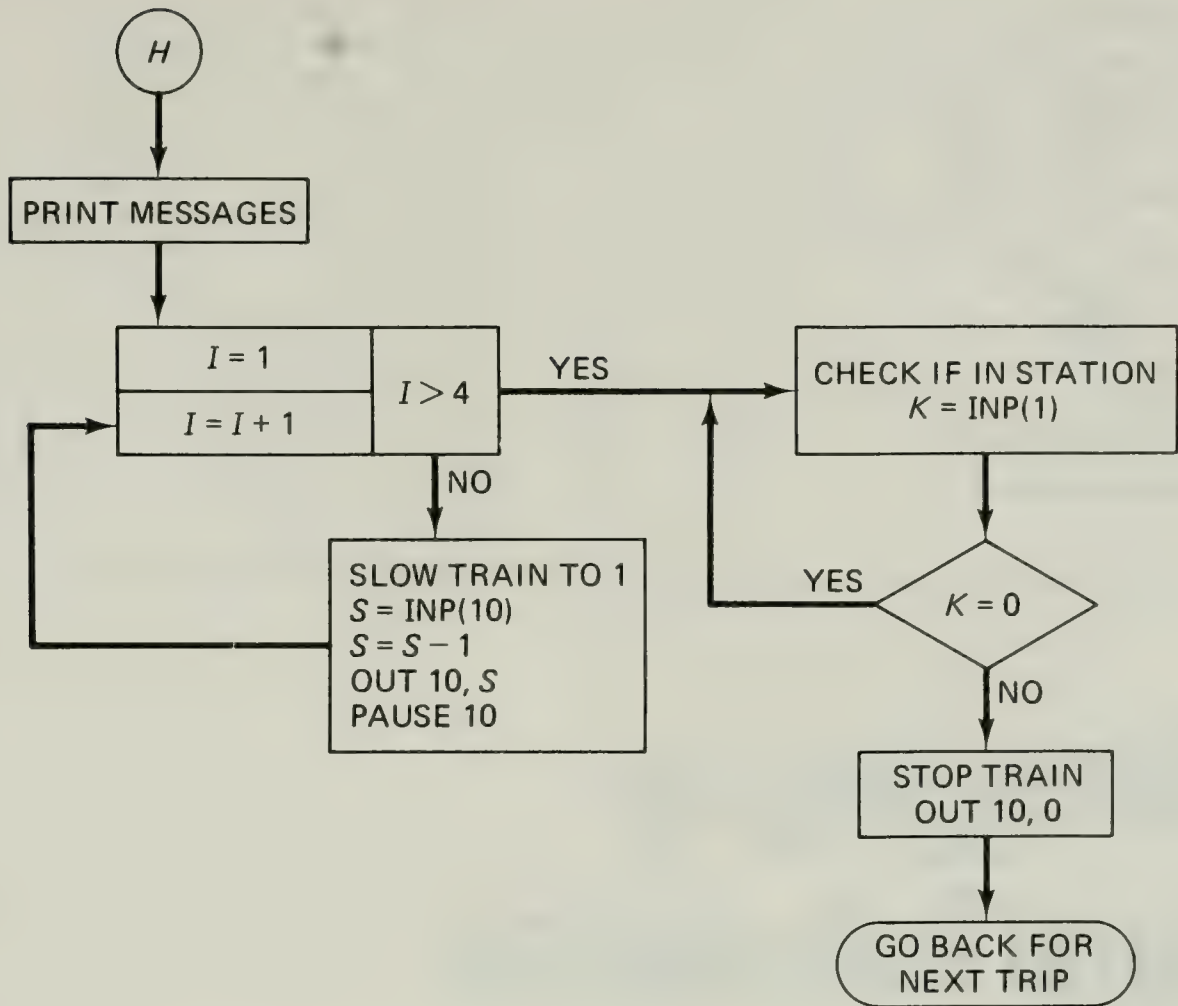 H
PRINT MESSAGES
I = 1
I = I + 1
I > 4
YES
NO
SLOW TRAIN TO 1
S = INP(10)
S = S − 1
OUT 10, S
PAUSE 10
CHECK IF IN STATION
K = INP(1)
YES
K = 0
NO
STOP TRAIN
OUT 10, 0
GO BACK FOR
NEXT TRIP